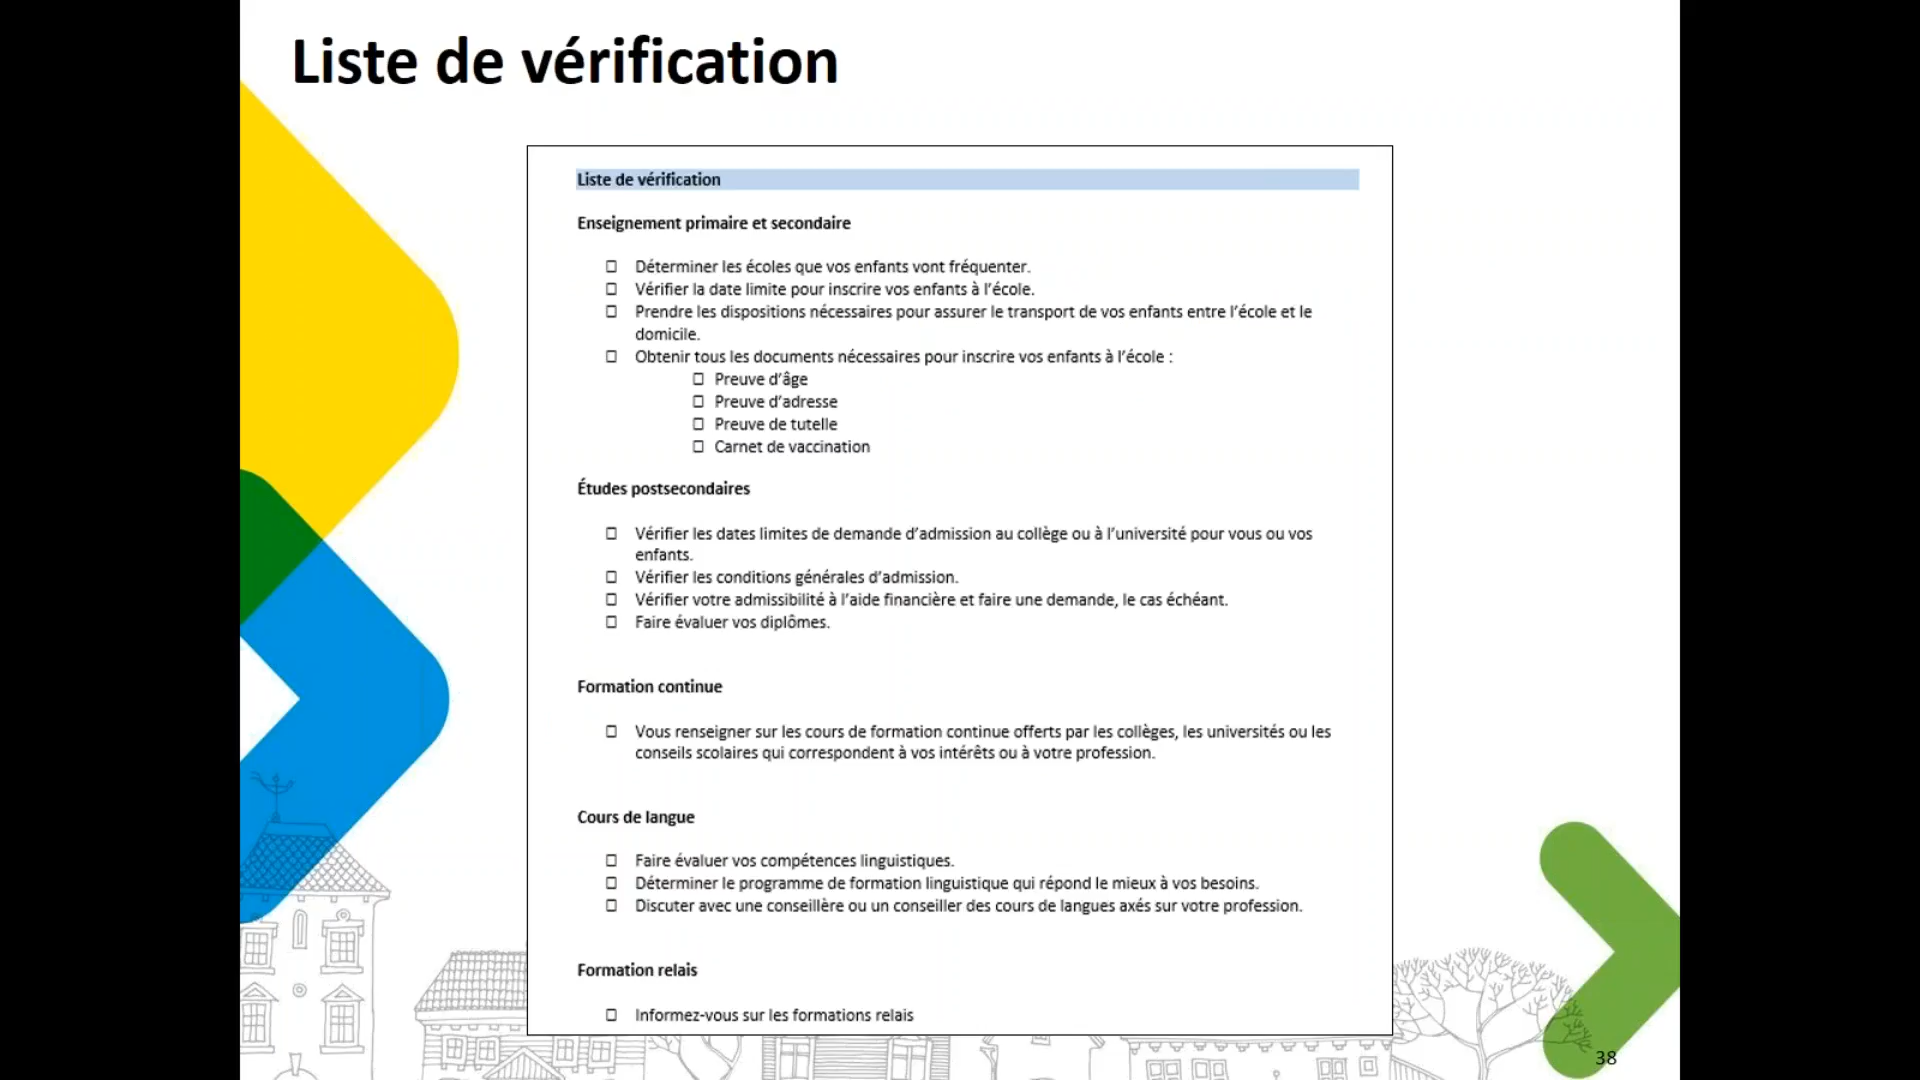 Liste de vérification
Liste de vérification
Enseignement primaire et secondaire
☐ Déterminer les écoles que vos enfants vont fréquenter.
☐ Vérifier la date limite pour inscrire vos enfants à l’école.
☐ Prendre les dispositions nécessaires pour assurer le transport de vos enfants entre l’école et le
domicile.
☐ Obtenir tous les documents nécessaires pour inscrire vos enfants à l’école :
☐ Preuve d’âge
☐ Preuve d’adresse
☐ Preuve de tutelle
☐ Carnet de vaccination
Études postsecondaires
☐ Vérifier les dates limites de demande d’admission au collège ou à l’université pour vous ou vos
enfants.
☐ Vérifier les conditions générales d’admission.
☐ Vérifier votre admissibilité à l’aide financière et faire une demande, le cas échéant.
☐ Faire évaluer vos diplômes.
Formation continue
☐ Vous renseigner sur les cours de formation continue offerts par les collèges, les universités ou les
conseils scolaires qui correspondent à vos intérêts ou à votre profession.
Cours de langue
☐ Faire évaluer vos compétences linguistiques.
☐ Déterminer le programme de formation linguistique qui répond le mieux à vos besoins.
☐ Discuter avec une conseillère ou un conseiller des cours de langues axés sur votre profession.
Formation relais
☐ Informez-vous sur les formations relais
38